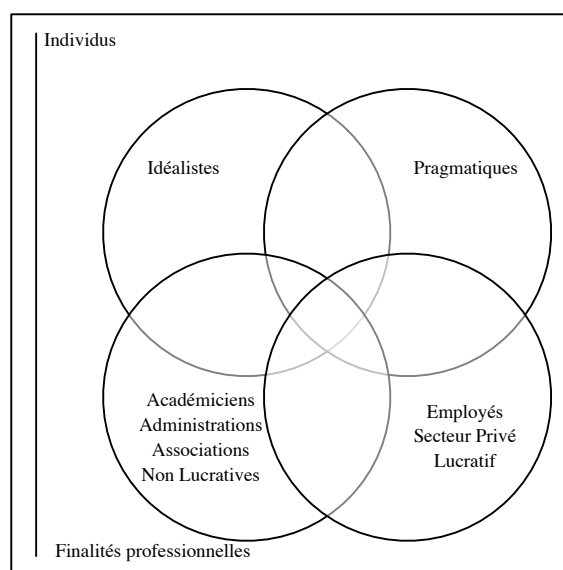 Individus
Idéalistes
Pragmatiques
Académiciens
Administrations
Associations
Non Lucratives
Employés
Secteur Privé
Lucratif
Finalités professionnelles